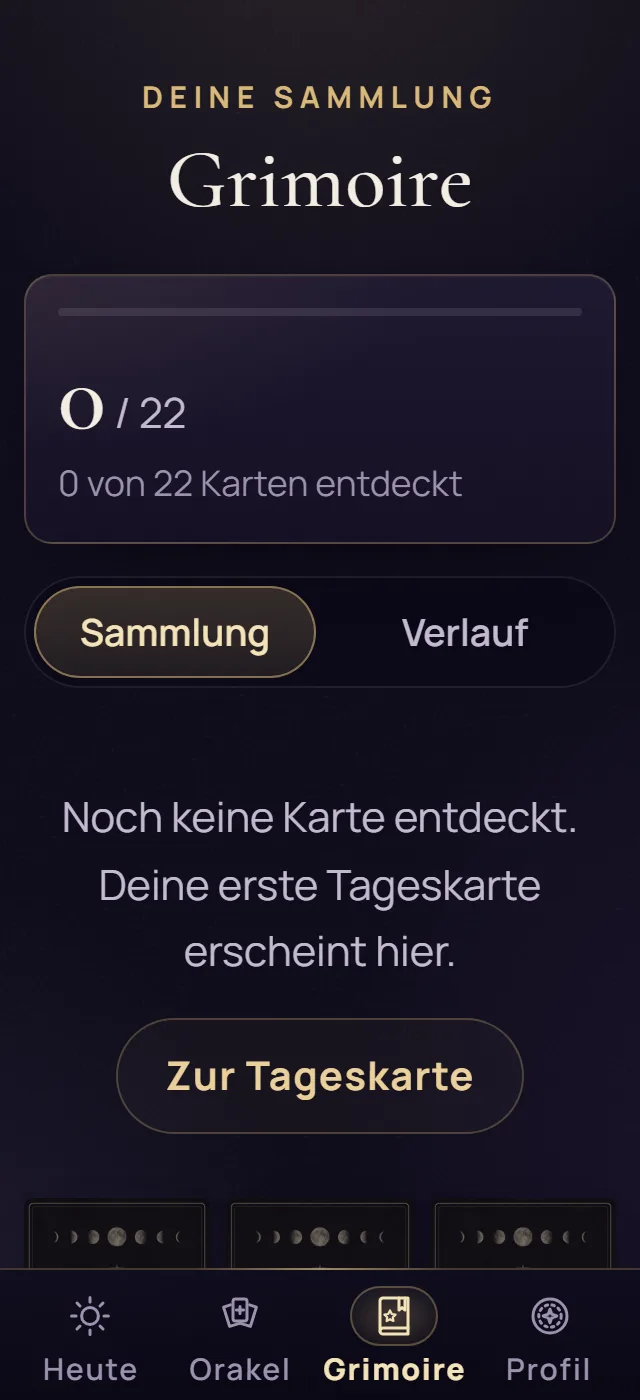 DEINE SAMMLUNG
Grimoire
0 / 22
0 von 22 Karten entdeckt
Sammlung
Verlauf
Noch keine Karte entdeckt.
Deine erste Tageskarte
erscheint hier.
Zur Tageskarte
Heute
Orakel
Grimoire
Profil